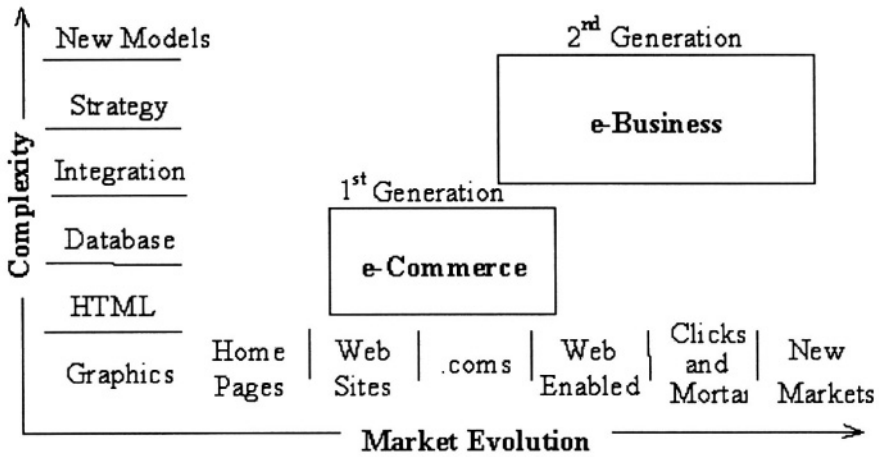 New Models
2nd Generation
Strategy
e-Business
Integration
1st Generation
Database
e-Commerce
HTML
Graphics
Home
Pages
Web
Sites
.coms
Web
Enabled
Clicks
and
Mortar
New
Markets
Complexity
Market Evolution